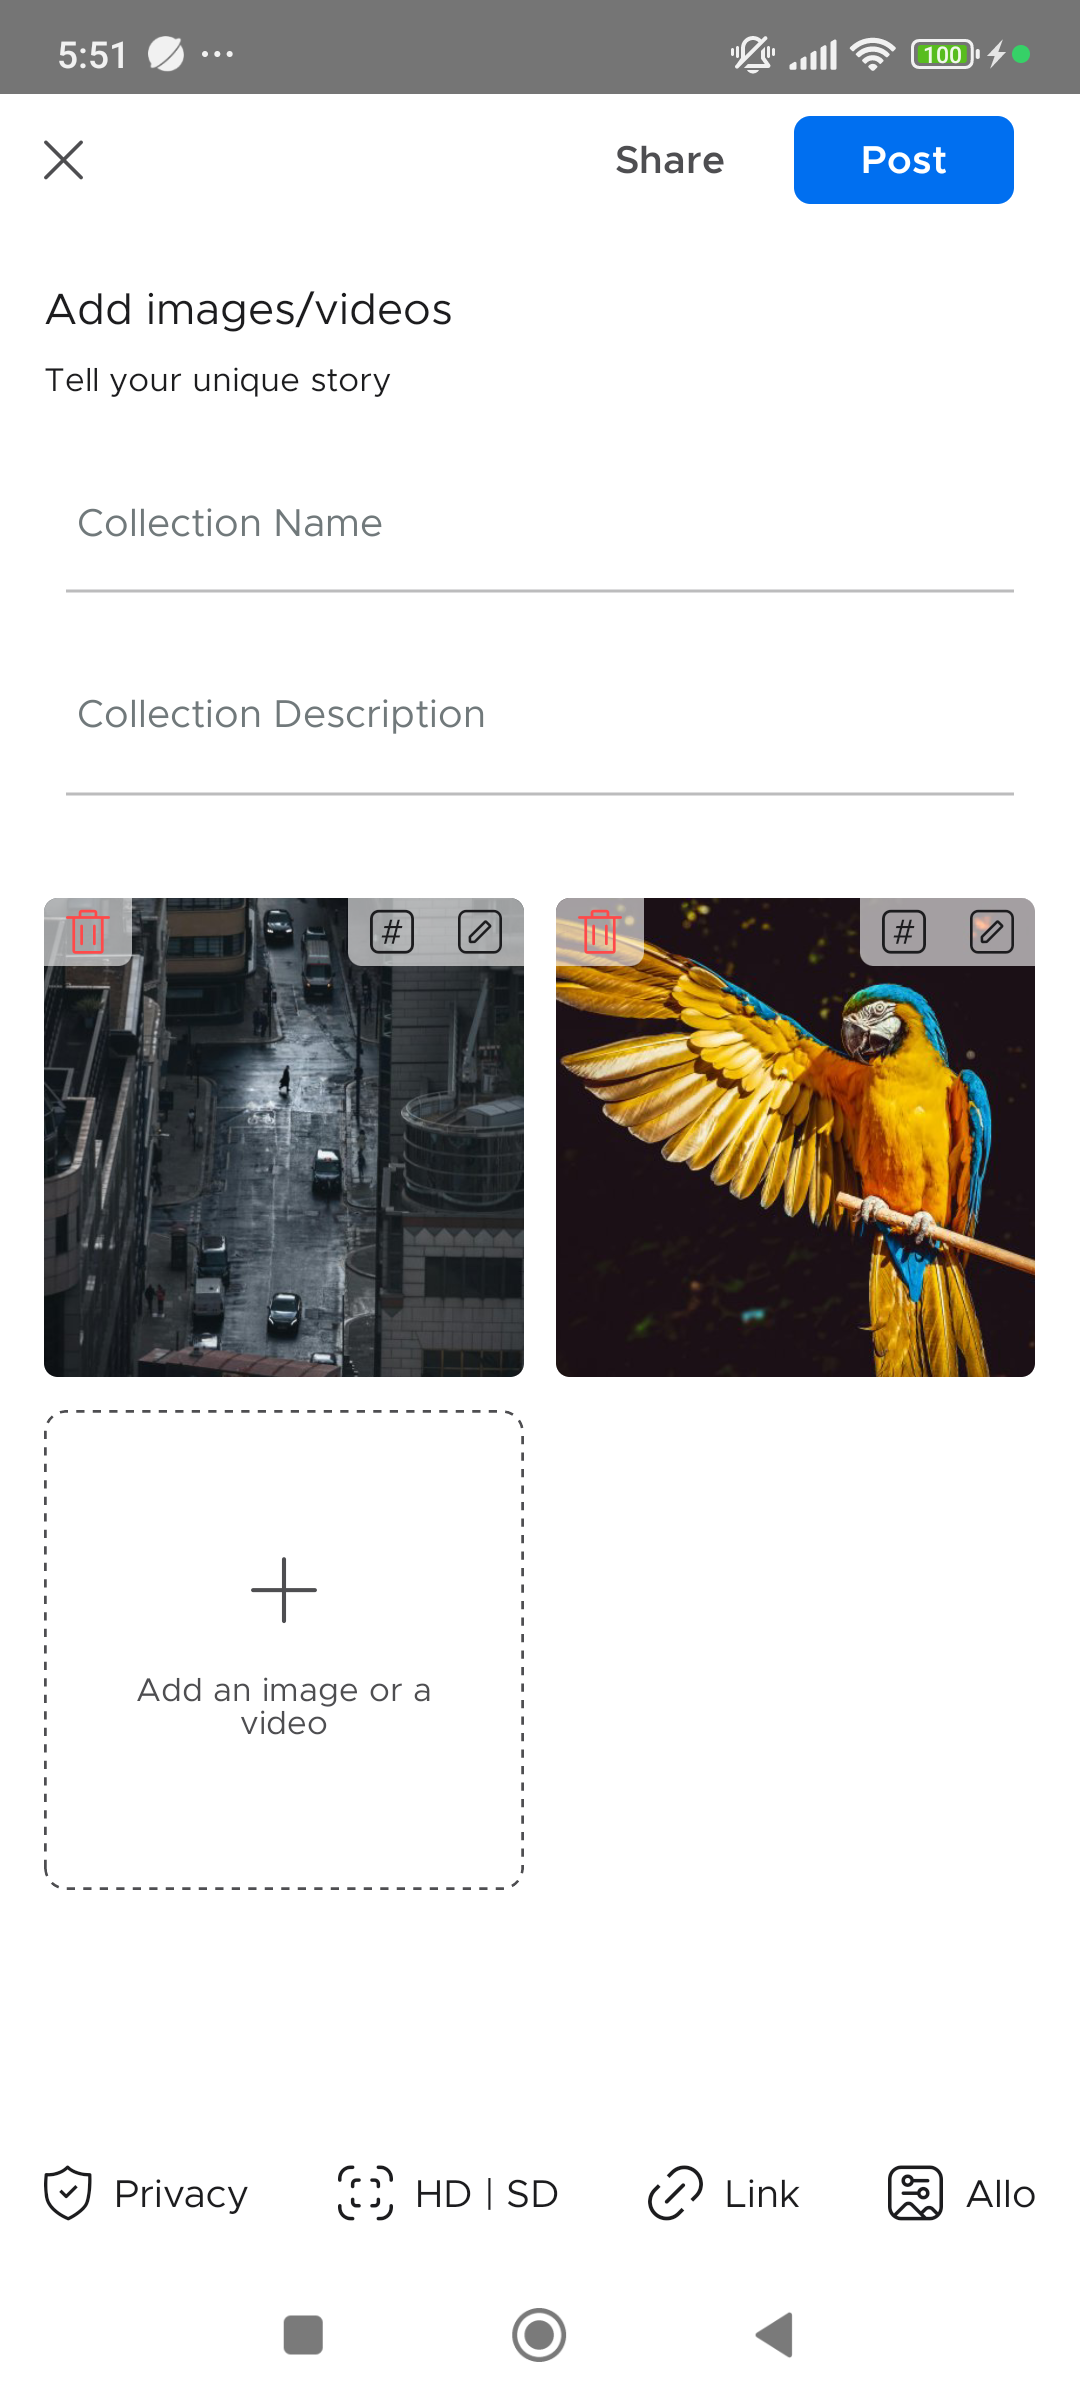 5:51
100
Share
Post
Add images/videos
Tell your unique story
Collection Name
Collection Description
#
#
Add an image or a
video
Privacy
HD | SD
Link
Allo